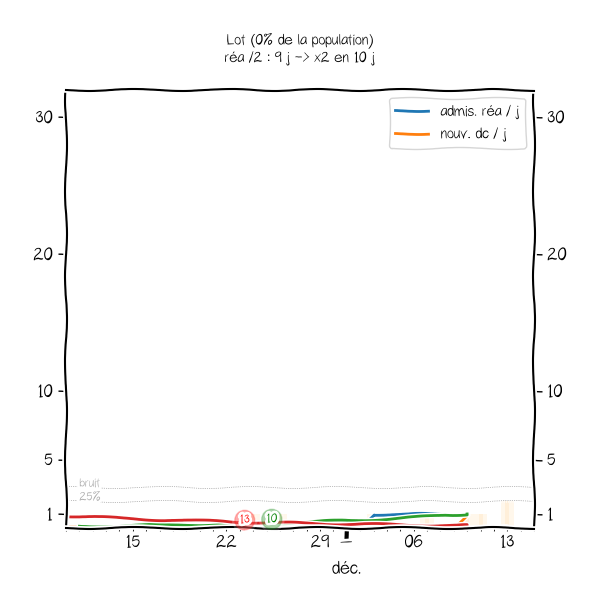 Lot (0% de la population)
réa /2 : 9 j -> x2 en 10 j
admis. réa / j
nouv. dc / j
30 30
20 20
10 10
5 5
bruit
25%
1 1
13 10
15 22 29 1 06 13
déc.